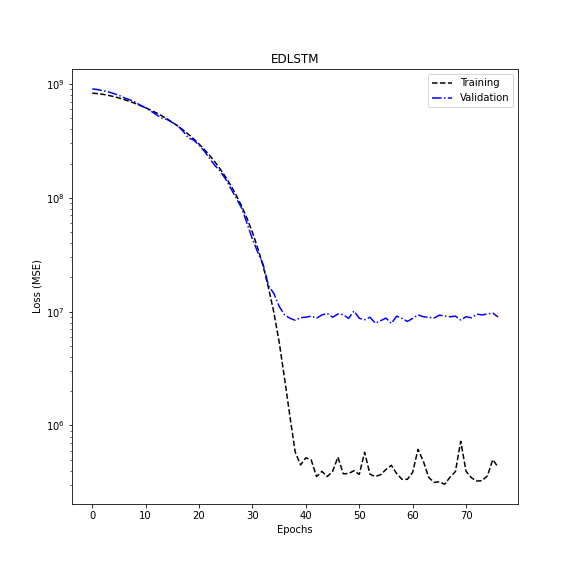 EDLSTM
Training
Validation
10⁹
10⁸
10⁷
10⁶
Loss (MSE)
0 10 20 30 40 50 60 70
Epochs